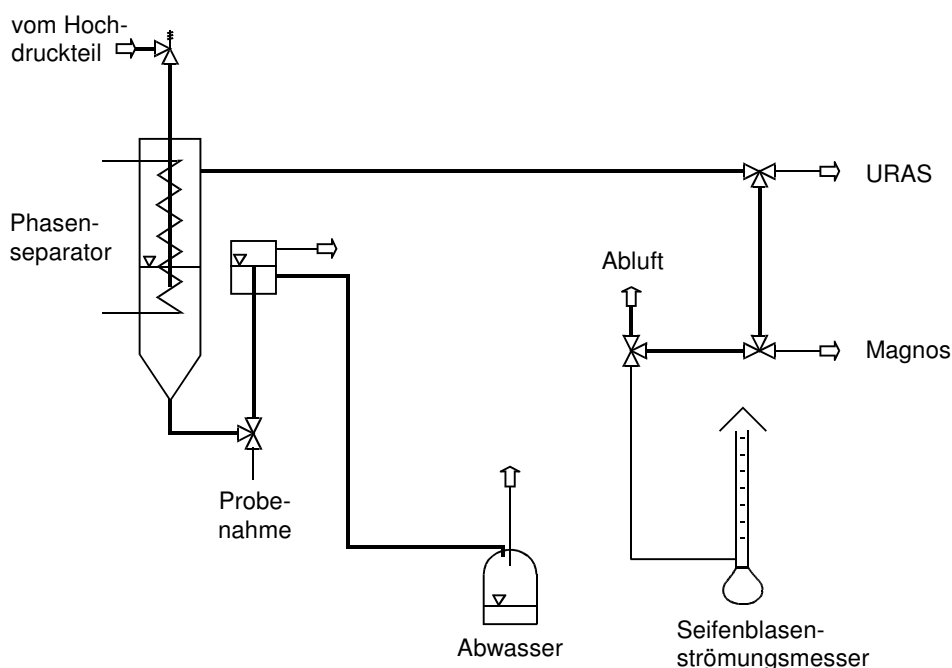 vom Hoch-
druckteil
URAS
Phasen-
separator
Abluft
Magnos
Probe-
nahme
Abwasser
Seifenblasen-
strömungsmesser